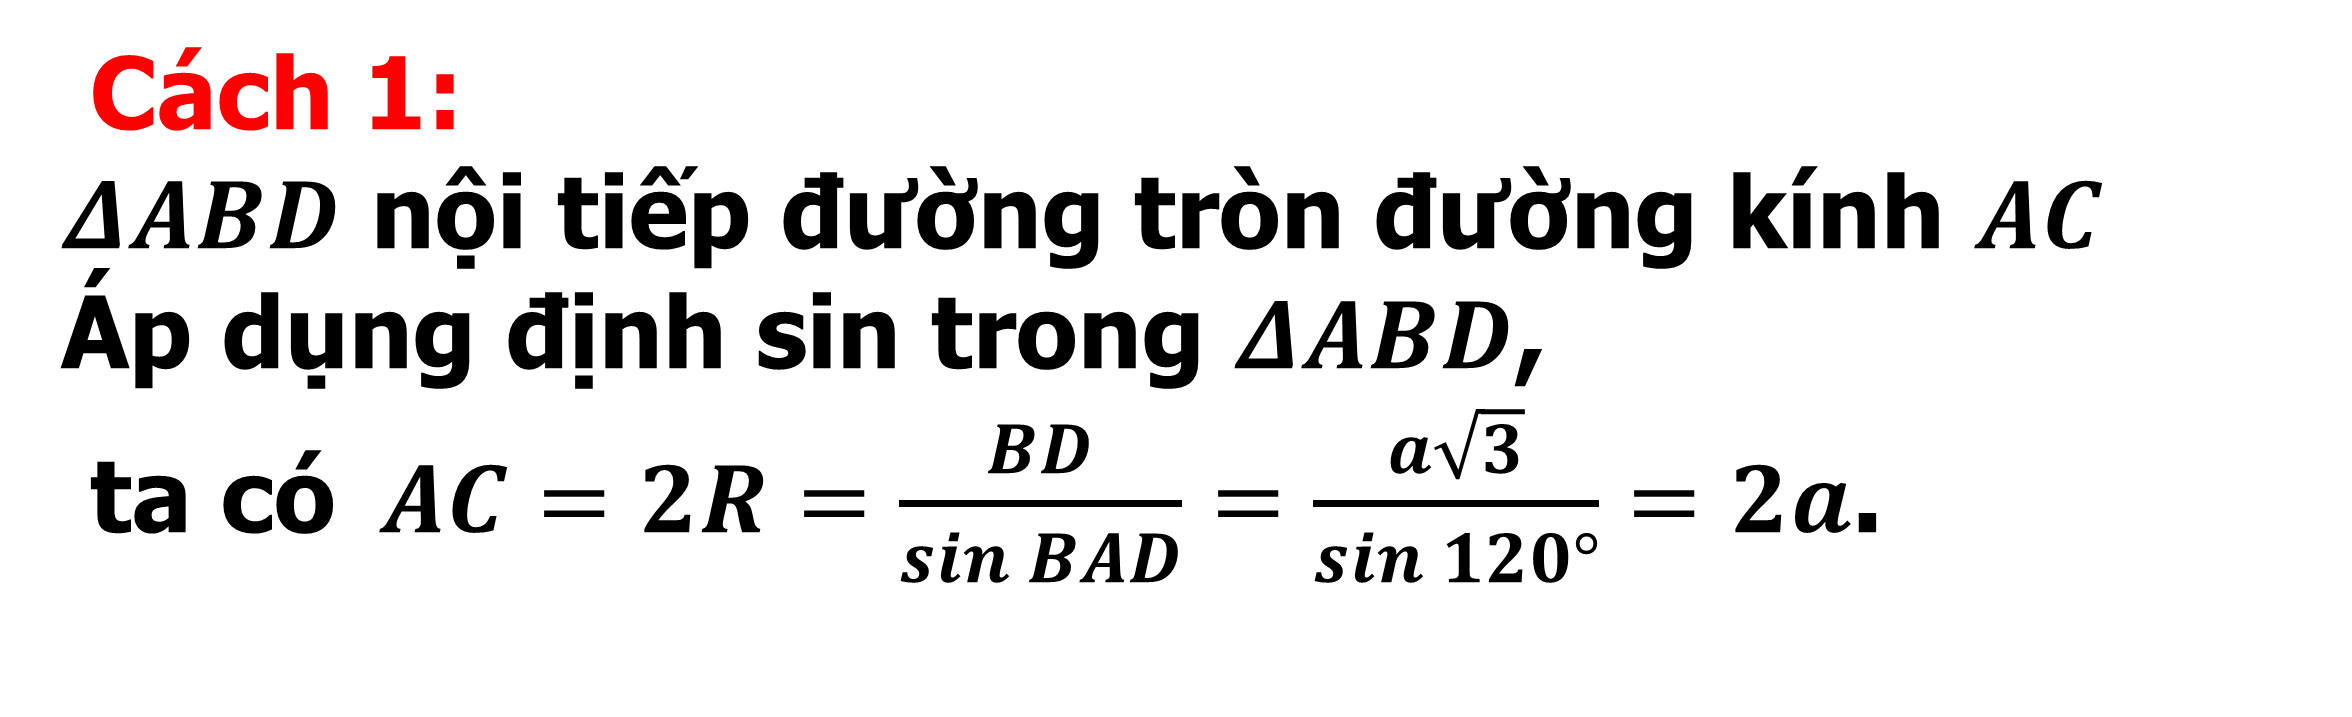 Cách 1:
ΔABD nội tiếp đường tròn đường kính AC
Áp dụng định sin trong ΔABD,
ta có AC = 2R = BD / sin BAD = a√3 / sin 120° = 2a.